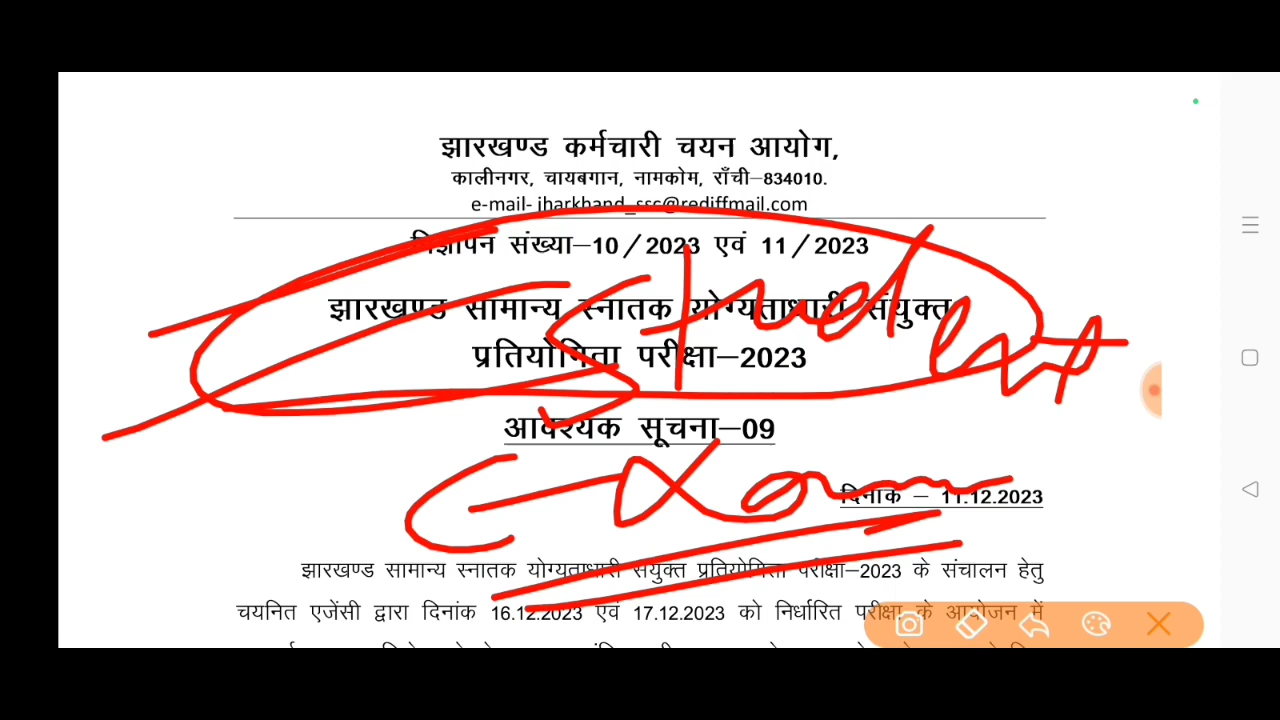 झारखण्ड कर्मचारी चयन आयोग,
कालीनगर, चायबगान, नामकोम, राँची–834010.
e-mail- jharkhand_ssc@rediffmail.com
विज्ञापन संख्या–10/2023 एवं 11/2023
झारखण्ड सामान्य स्नातक योग्यताधारी संयुक्त
प्रतियोगिता परीक्षा–2023
student
आवश्यक सूचना–09
Exam
दिनांक – 11.12.2023
झारखण्ड सामान्य स्नातक योग्यताधारी संयुक्त प्रतियोगिता परीक्षा–2023 के संचालन हेतु
चयनित एजेंसी द्वारा दिनांक 16.12.2023 एवं 17.12.2023 को निर्धारित परीक्षा के आयोजन में